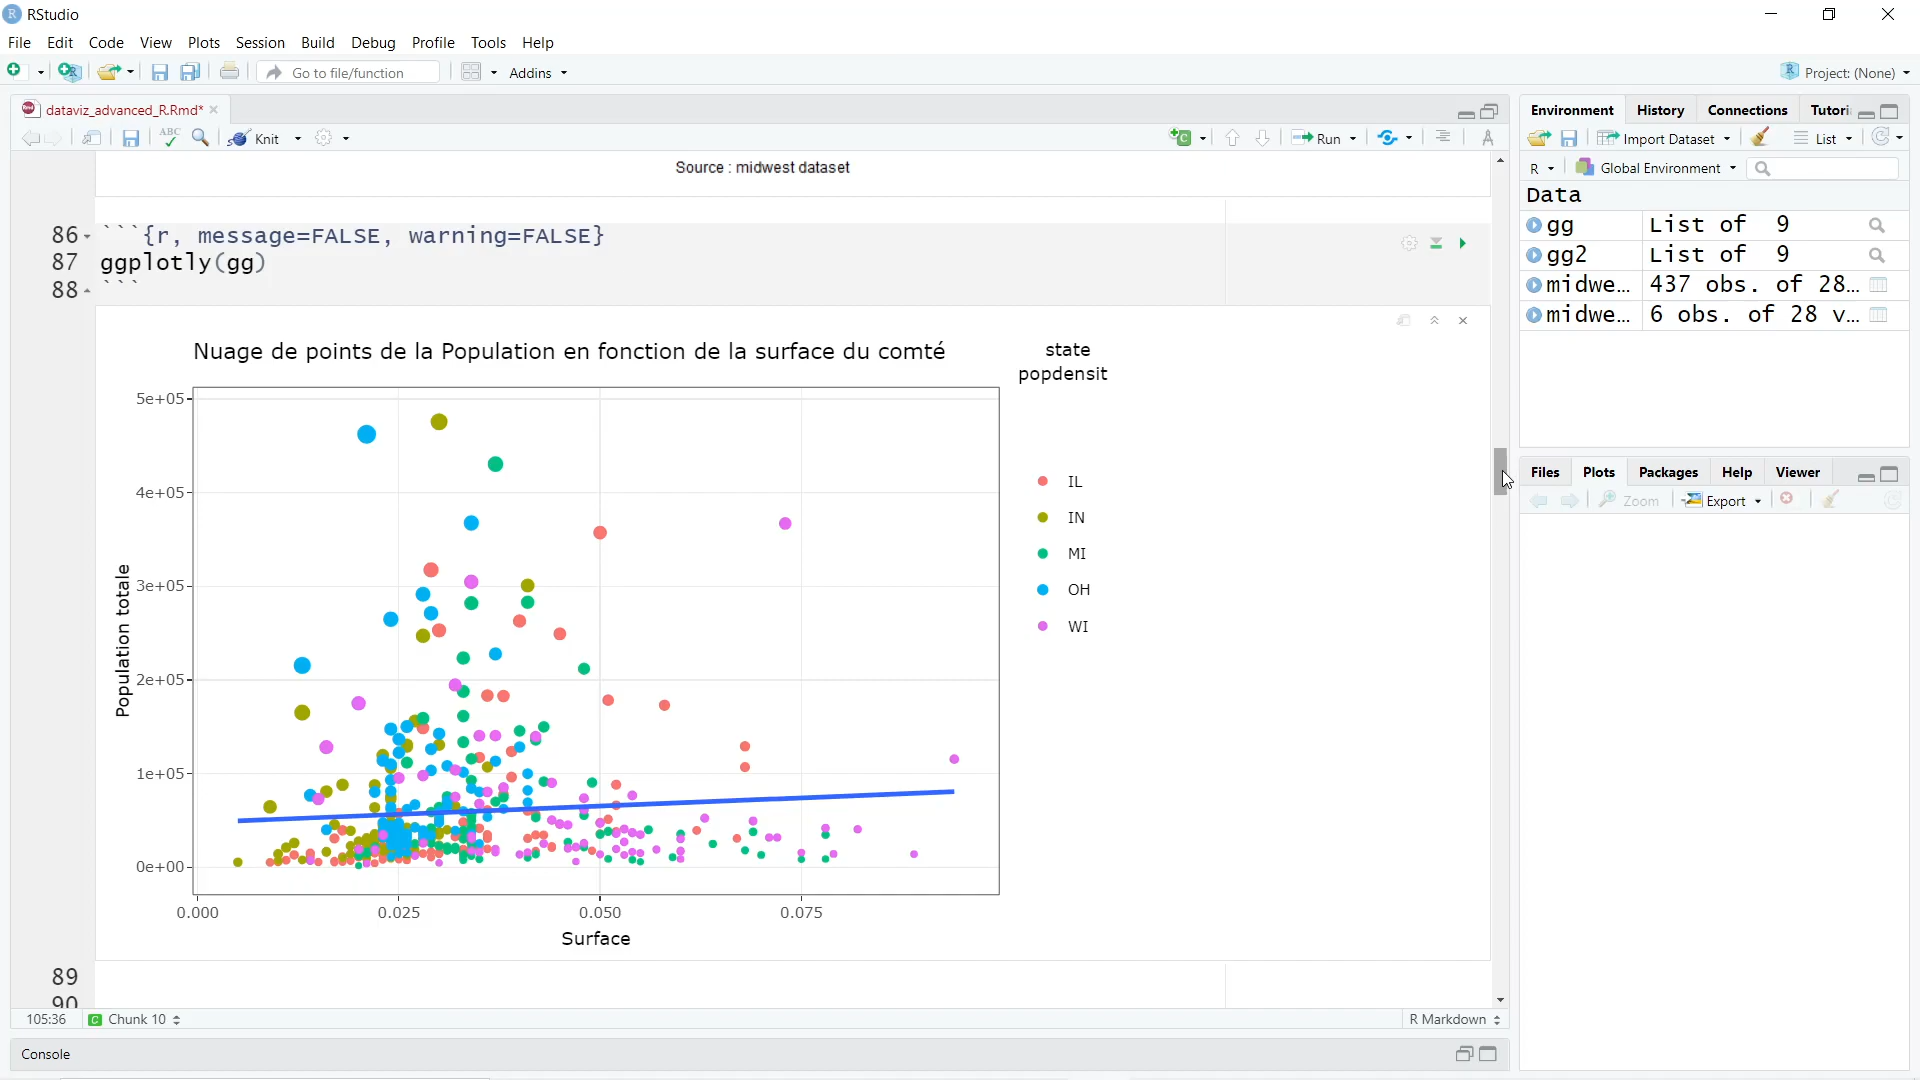 RStudio
File Edit Code View Plots Session Build Debug Profile Tools Help
Go to file/function Addins Project: (None)
dataviz_advanced_R.Rmd*
ABC Knit Run
Source : midwest dataset
86 ```{r, message=FALSE, warning=FALSE}
87 ggplotly(gg)
88 ```
Nuage de points de la Population en fonction de la surface du comté
state
popdensit
5e+05
4e+05
3e+05
2e+05
1e+05
0e+00
Population totale
IL
IN
MI
OH
WI
0.000 0.025 0.050 0.075
Surface
89
90
105:36 Chunk 10 R Markdown
Console
Environment History Connections Tutori
Import Dataset List
R Global Environment
Data
gg List of 9
gg2 List of 9
midwe... 437 obs. of 28...
midwe... 6 obs. of 28 v...
Files Plots Packages Help Viewer
Zoom Export